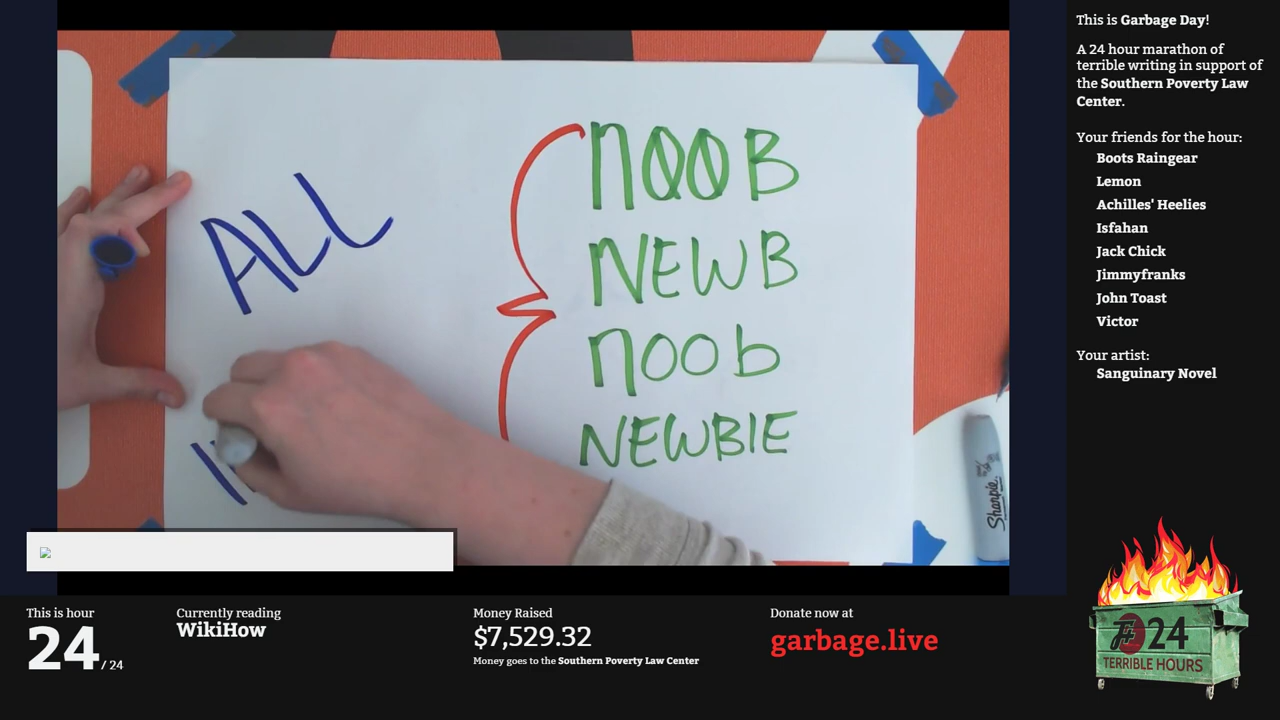 ALL
N00B
NEWB
noob
NEWBIE
Sharpie
This is Garbage Day!
A 24 hour marathon of
terrible writing in support of
the Southern Poverty Law
Center.
Your friends for the hour:
Boots Raingear
Lemon
Achilles' Heelies
Isfahan
Jack Chick
Jimmyfranks
John Toast
Victor
Your artist:
Sanguinary Novel
This is hour
24 / 24
Currently reading
WikiHow
Money Raised
$7,529.32
Money goes to the Southern Poverty Law Center
Donate now at
garbage.live
24
TERRIBLE HOURS